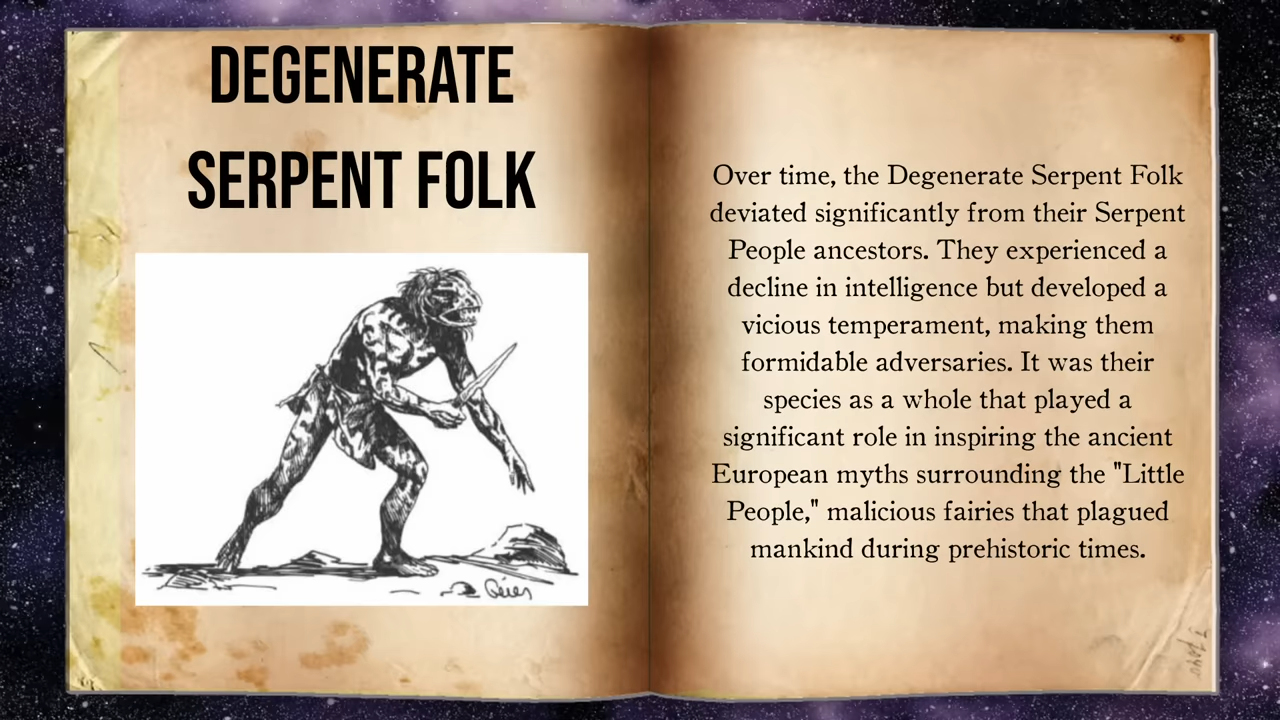 DEGENERATE
SERPENT FOLK
Over time, the Degenerate Serpent Folk
deviated significantly from their Serpent
People ancestors. They experienced a
decline in intelligence but developed a
vicious temperament, making them
formidable adversaries. It was their
species as a whole that played a
significant role in inspiring the ancient
European myths surrounding the "Little
People," malicious fairies that plagued
mankind during prehistoric times.